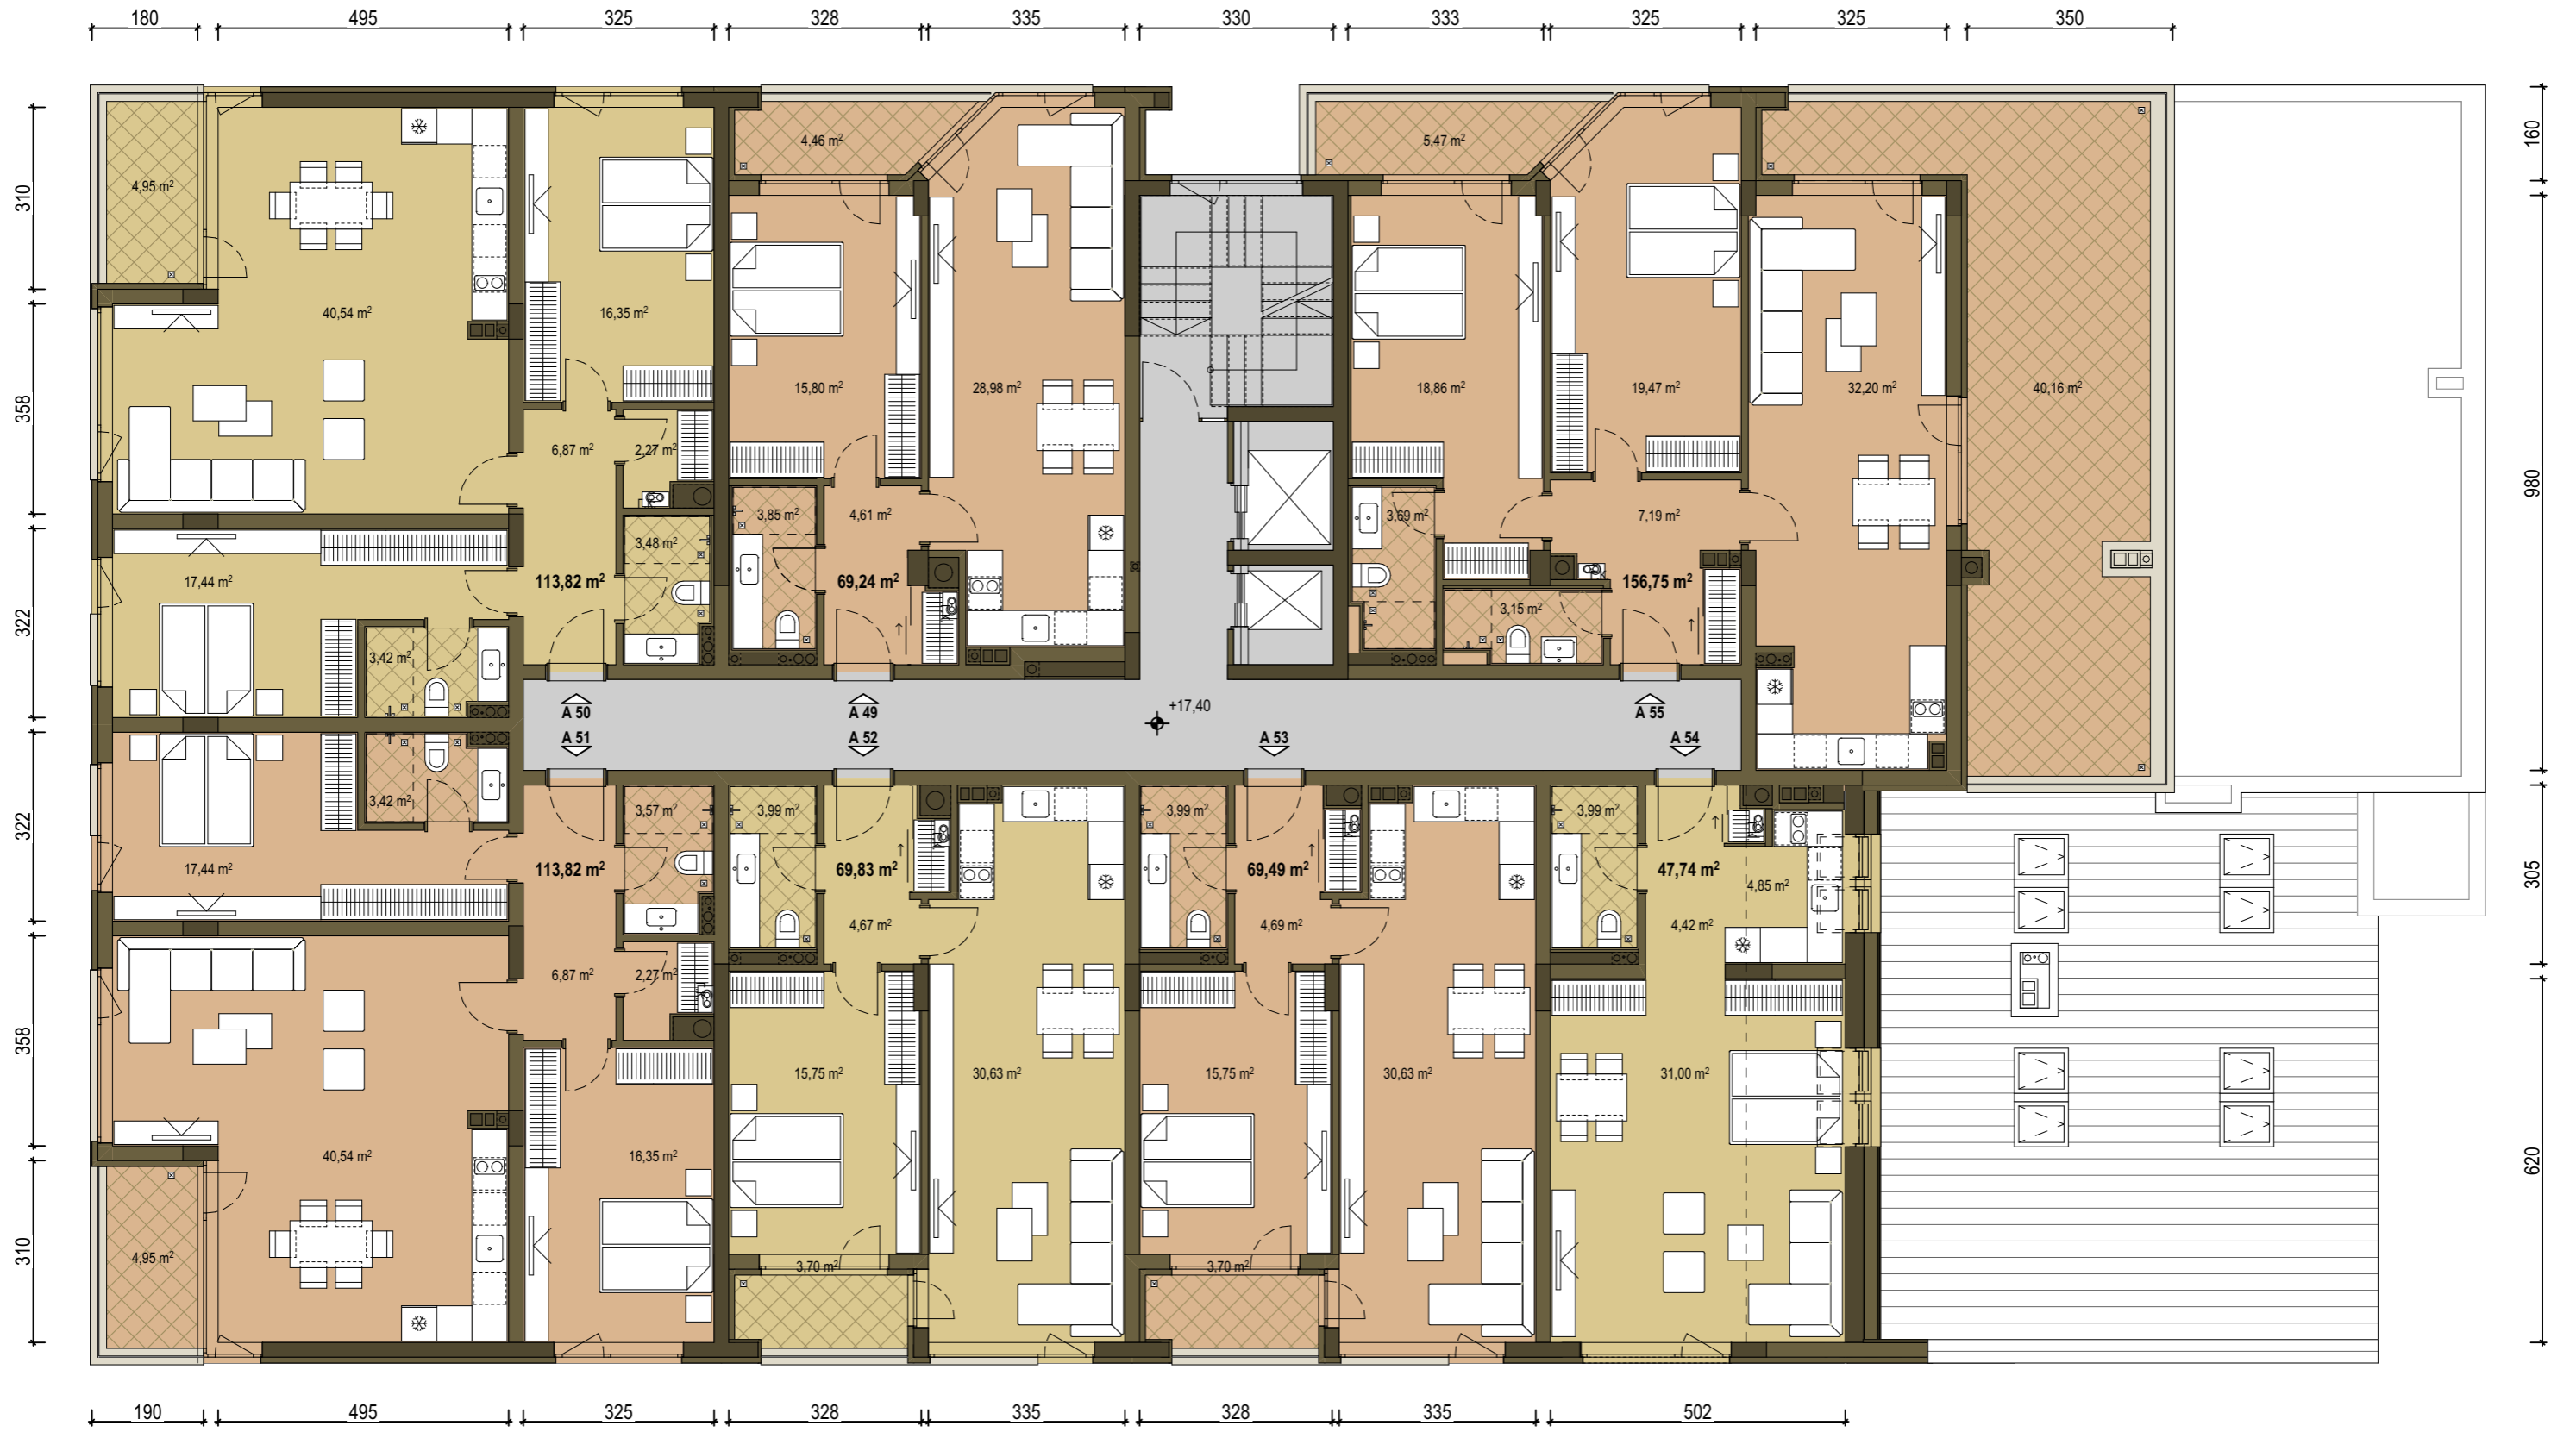 180 495 325 328 335 330 333 325 325 350
160
4,46 m²
5,47 m²
4,95 m²
310
40,54 m²
16,35 m²
15,80 m²
28,98 m²
18,86 m²
19,47 m²
32,20 m²
40,16 m²
358
6,87 m²
2,27 m²
980
3,85 m²
4,61 m²
3,69 m²
7,19 m²
3,48 m²
17,44 m²
113,82 m²
69,24 m²
156,75 m²
3,15 m²
322
3,42 m²
+17,40
A 50
A 49
A 55
A 51
A 52
A 53
A 54
3,42 m²
3,57 m²
3,99 m²
3,99 m²
3,99 m²
322
17,44 m²
113,82 m²
69,83 m²
69,49 m²
47,74 m²
4,85 m²
305
4,67 m²
4,69 m²
4,42 m²
6,87 m²
2,27 m²
358
15,75 m²
30,63 m²
15,75 m²
30,63 m²
31,00 m²
40,54 m²
16,35 m²
620
310
4,95 m²
3,70 m²
3,70 m²
190 495 325 328 335 328 335 502